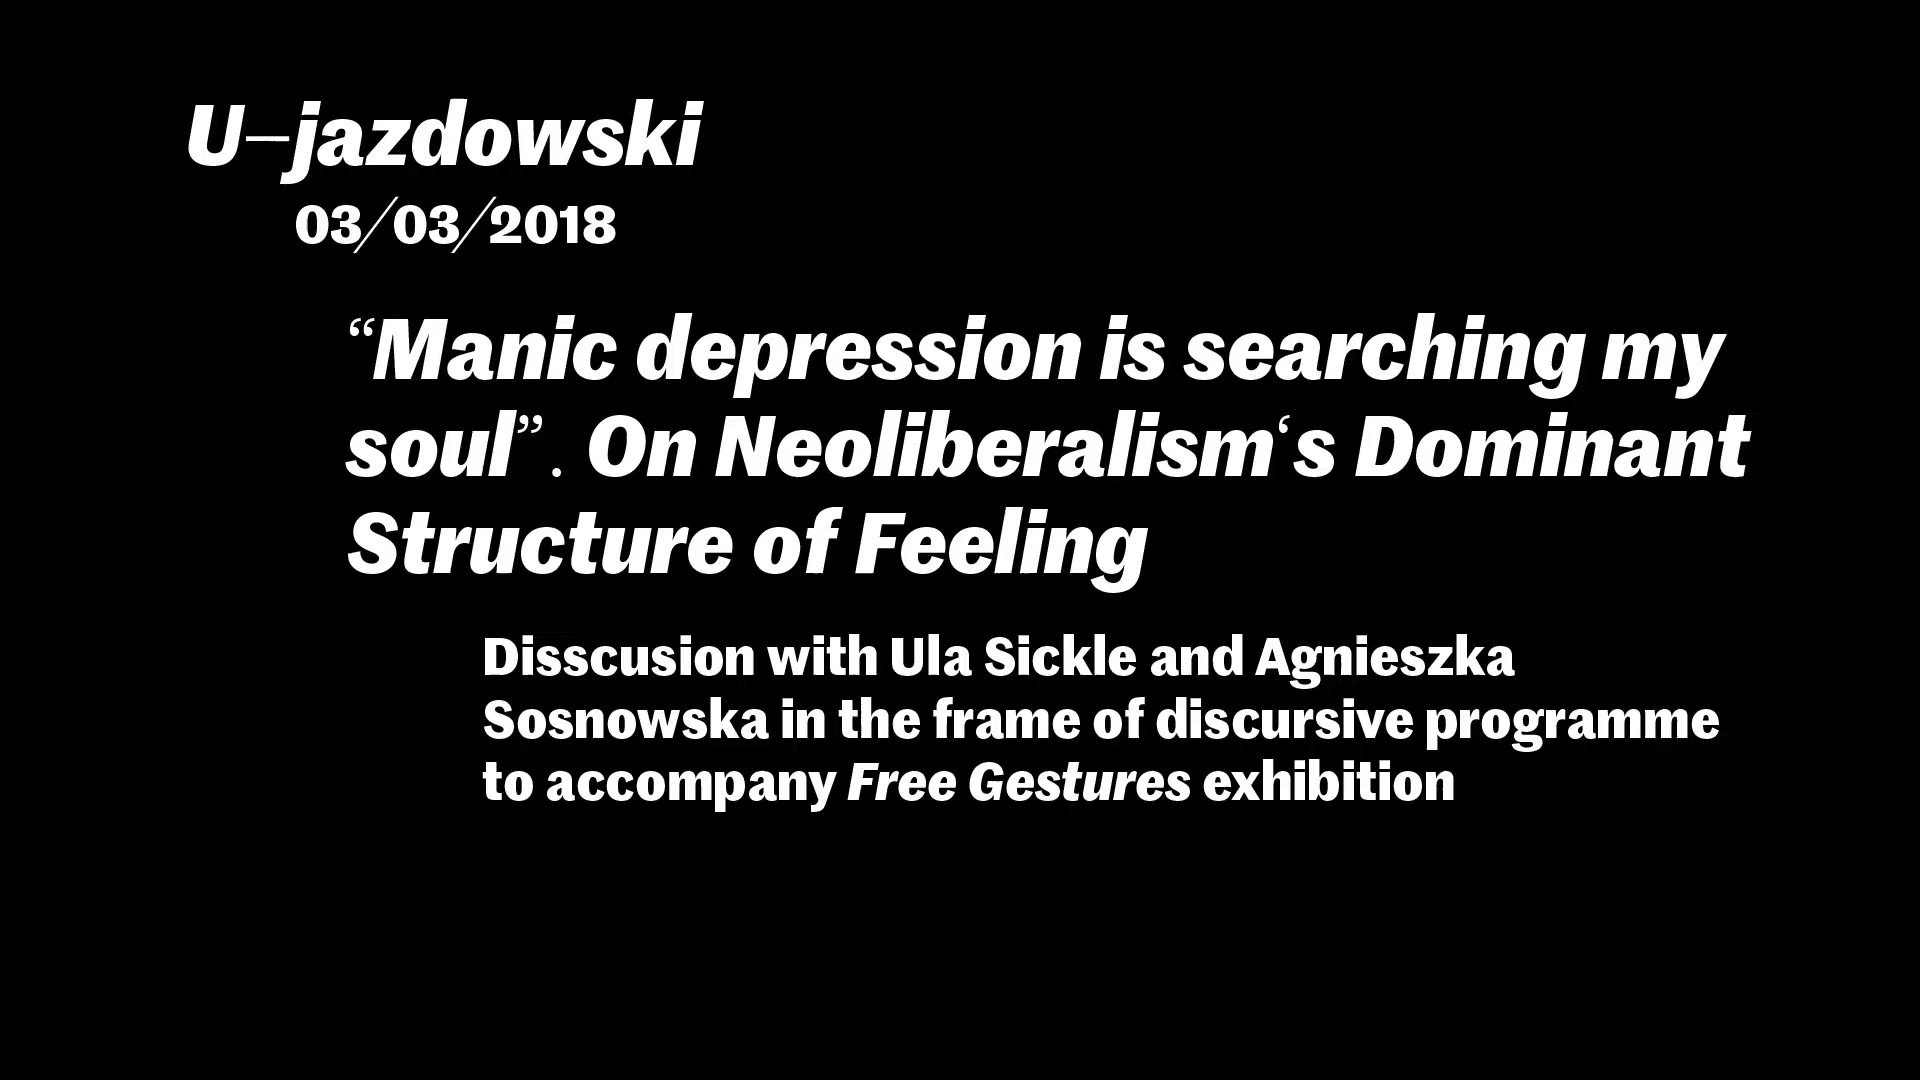 U–jazdowski
03/03/2018
“Manic depression is searching my
soul”. On Neoliberalism‘s Dominant
Structure of Feeling
Disscusion with Ula Sickle and Agnieszka
Sosnowska in the frame of discursive programme
to accompany Free Gestures exhibition